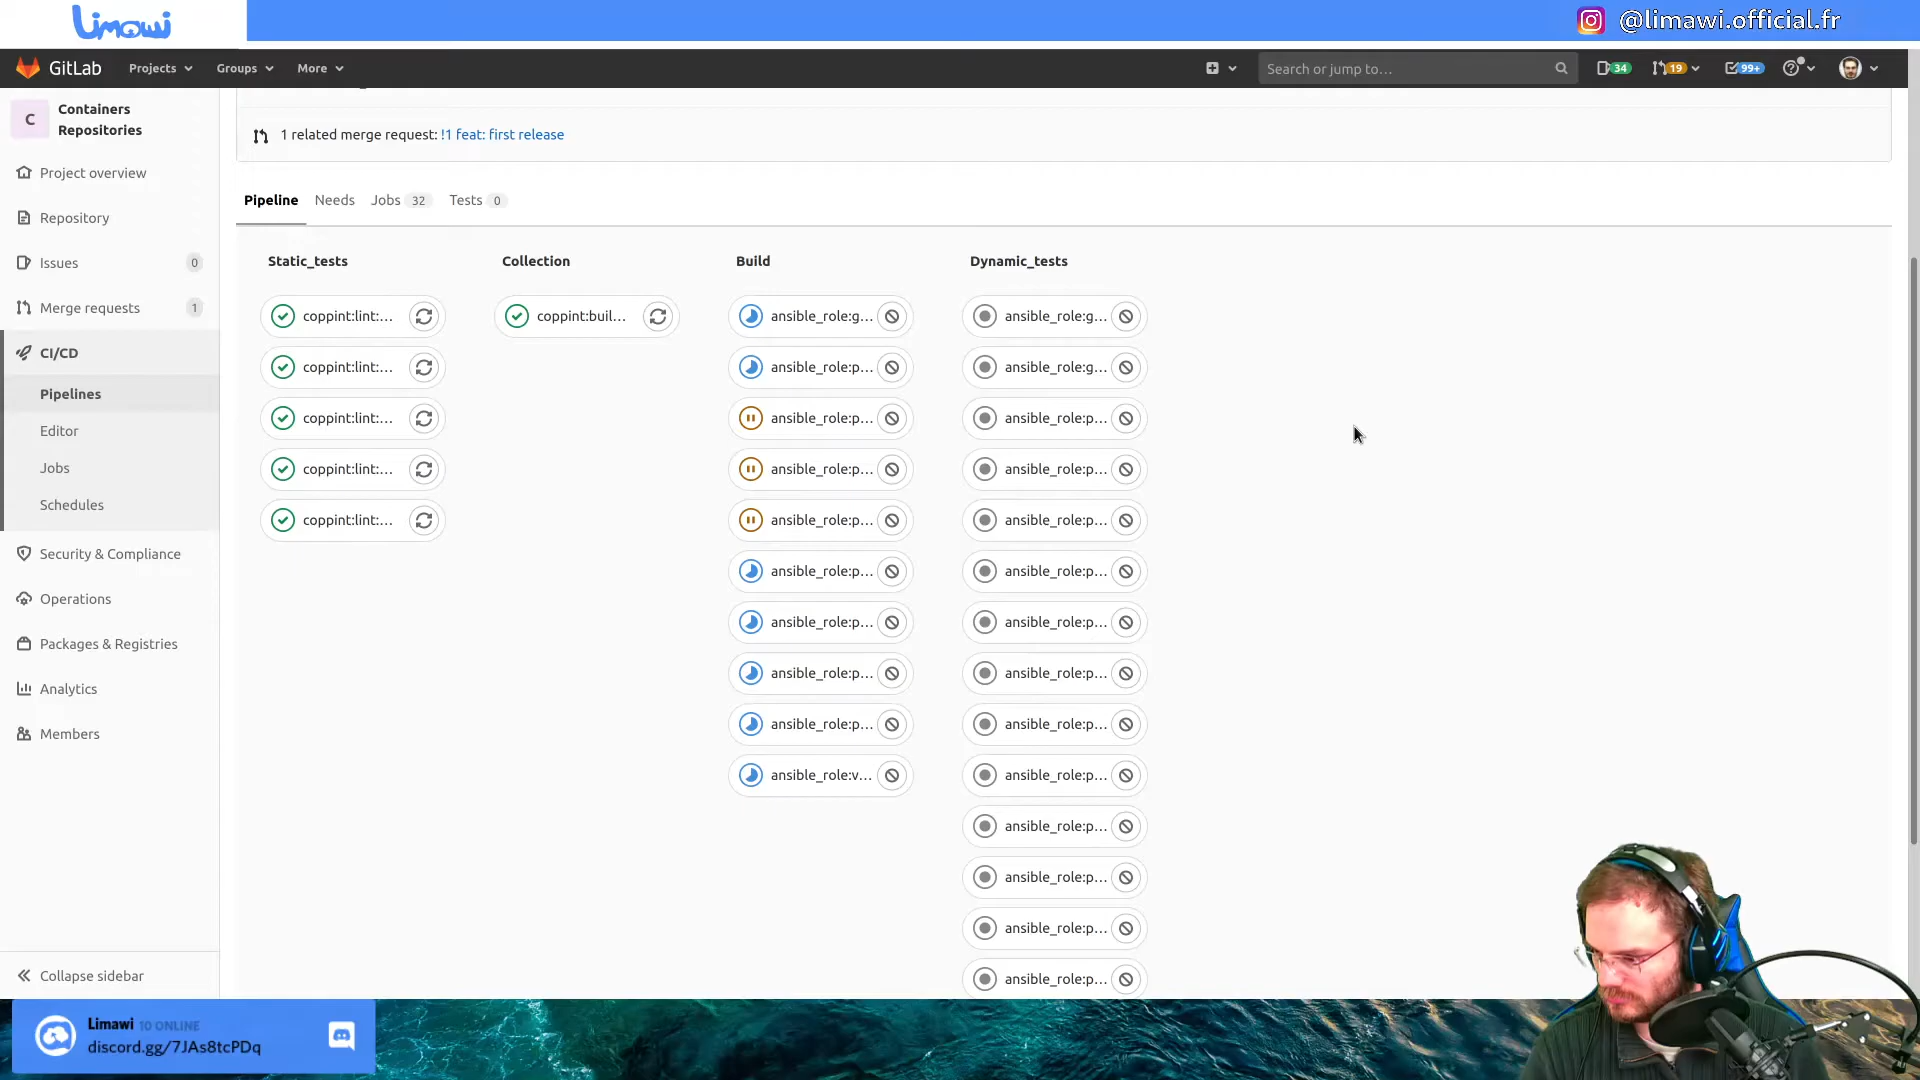 Limawi
@limawi.official.fr
GitLab
Projects
Groups
More
Search or jump to…
34
19
99+
C
Containers
Repositories
Project overview
Repository
Issues
0
Merge requests
1
CI/CD
Pipelines
Editor
Jobs
Schedules
Security & Compliance
Operations
Packages & Registries
Analytics
Members
Collapse sidebar
1 related merge request: !1 feat: first release
Pipeline
Needs
Jobs 32
Tests 0
Static_tests
coppint:lint:…
coppint:lint:…
coppint:lint:…
coppint:lint:…
coppint:lint:…
Collection
coppint:buil…
Build
ansible_role:g…
ansible_role:p…
ansible_role:p…
ansible_role:p…
ansible_role:p…
ansible_role:p…
ansible_role:p…
ansible_role:p…
ansible_role:p…
ansible_role:v…
Dynamic_tests
ansible_role:g…
ansible_role:g…
ansible_role:p…
ansible_role:p…
ansible_role:p…
ansible_role:p…
ansible_role:p…
ansible_role:p…
ansible_role:p…
ansible_role:p…
ansible_role:p…
ansible_role:p…
ansible_role:p…
ansible_role:p…
Limawi 10 ONLINE
discord.gg/7JAs8tcPDq